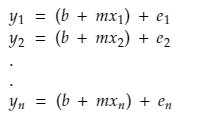 y₁ = (b + mx₁) + e₁
y₂ = (b + mx₂) + e₂
.
.
yₙ = (b + mxₙ) + eₙ